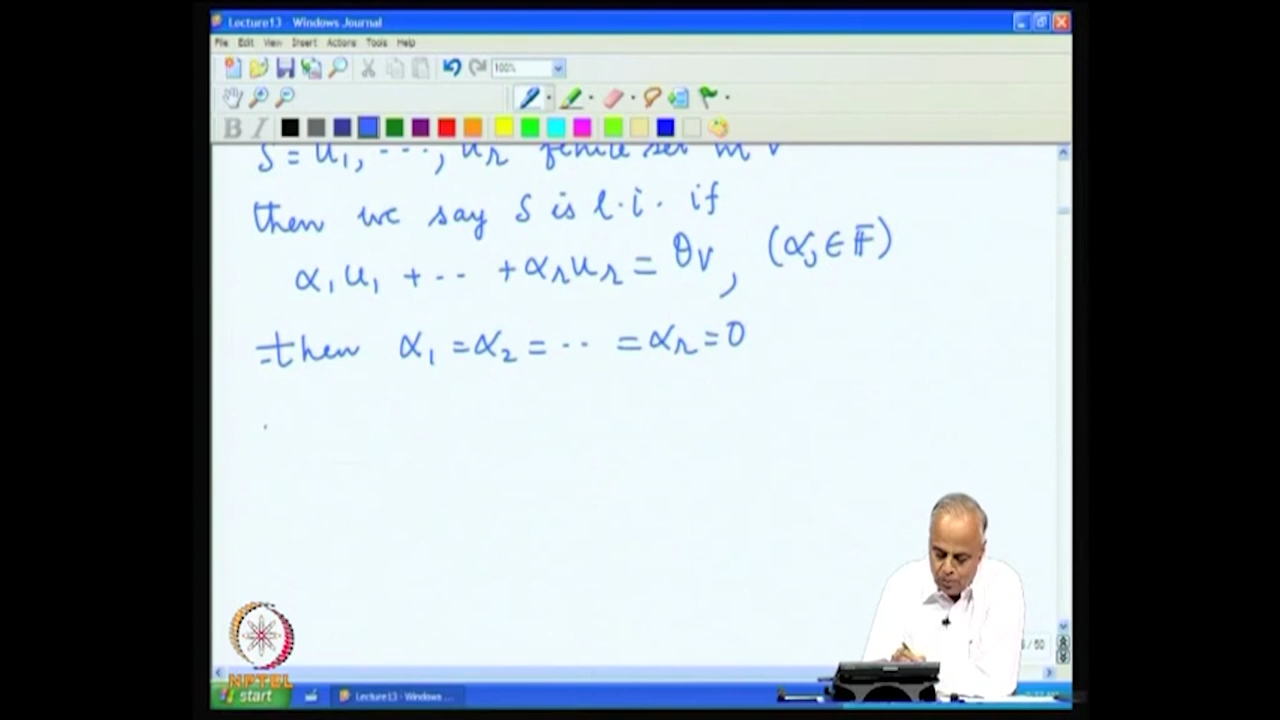 Lecture13 - Windows Journal
File Edit View Insert Actions Tools Help
100%
B I
S = u₁, ---, uᵣ finite set in V
then we say S is l.i. if
α₁u₁ + -- + αᵣuᵣ = θV, (αⱼ ∈ 𝔽)
then α₁ = α₂ = -- = αᵣ = 0
/ 50
NPTEL
start Lecture13 - Windows ...